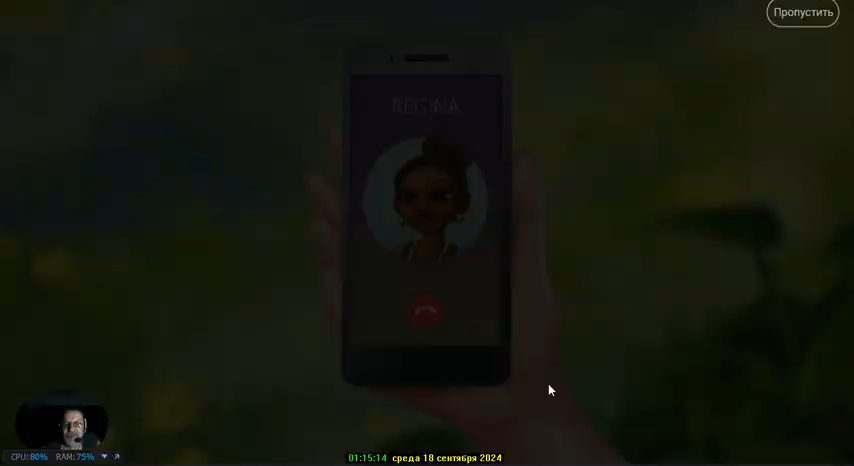 Пропустить
REGINA
CPU:80% RAM:75%
01:15:14 среда 18 сентября 2024